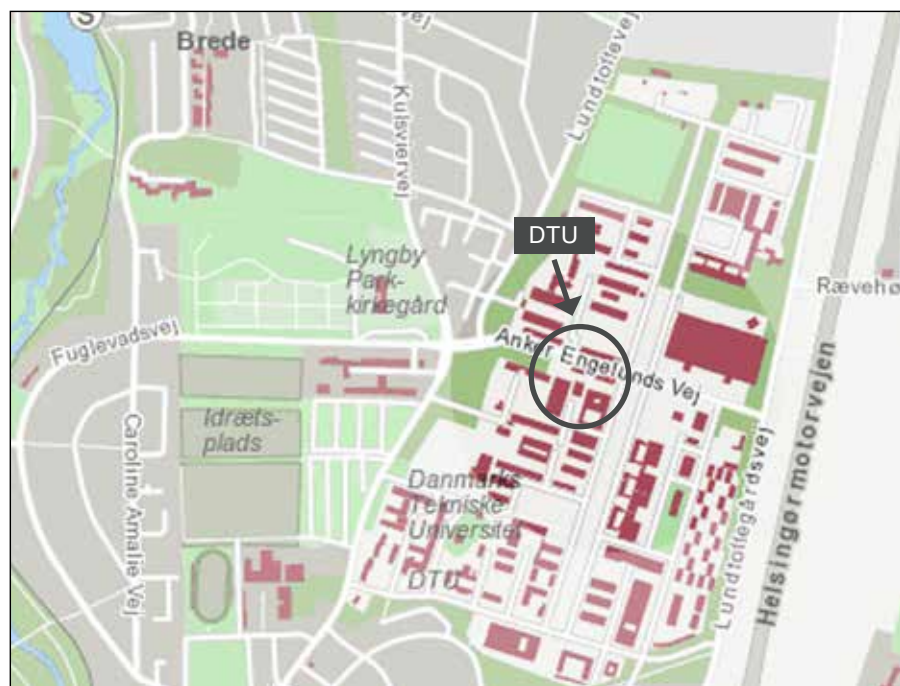 S
Brede
Kulsviervej
Lundtoftevej
DTU
Lyngby
Park-
kirkegård
Rævehø
Fuglevadsvej
Anker Engelunds Vej
Idræts-
plads
Caroline Amalie Vej
Danmarks
Tekniske
Universitet
DTU
Lundtoftegårdsvej
Helsingørmotorvejen